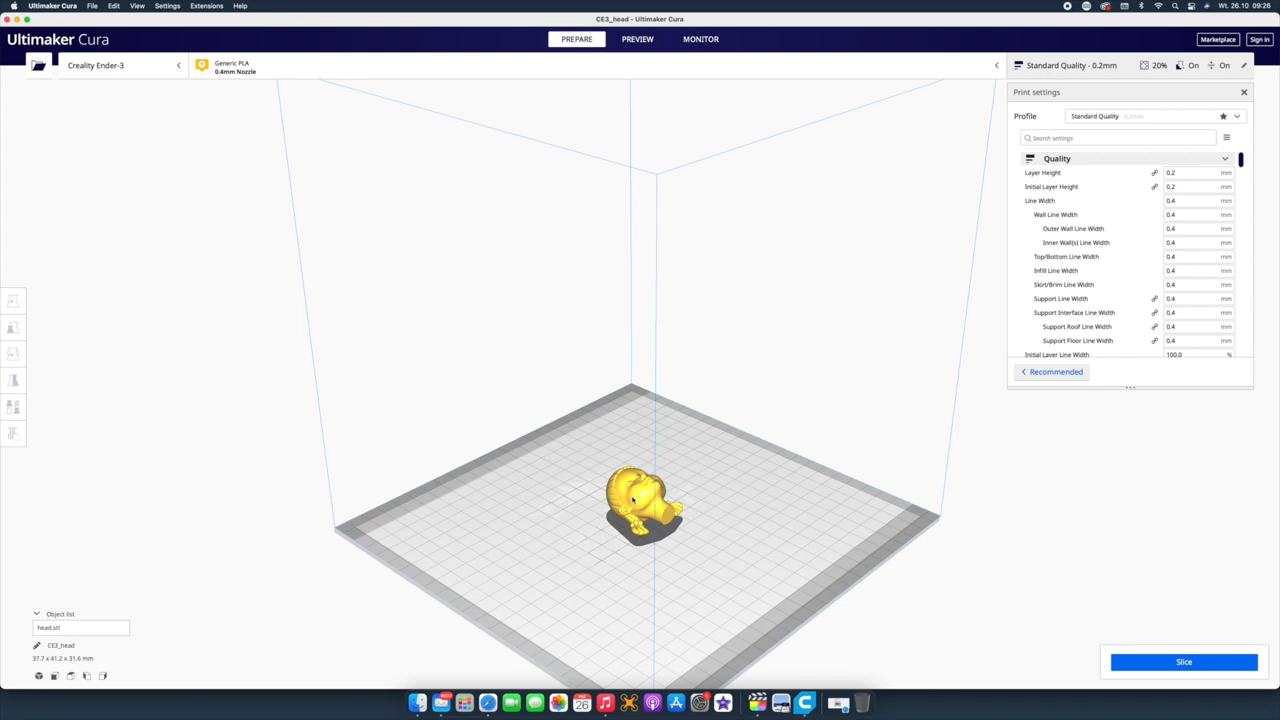 Ultimaker Cura File Edit View Settings Extensions Help
Wt. 26.10 09:26
CE3_head - Ultimaker Cura
Ultimaker Cura
PREPARE PREVIEW MONITOR
Marketplace Sign in
Creality Ender-3
Generic PLA
0.4mm Nozzle
Standard Quality - 0.2mm 20% On On
Print settings
Profile Standard Quality - 0.2mm
Search settings
Quality
Layer Height 0.2 mm
Initial Layer Height 0.2 mm
Line Width 0.4 mm
Wall Line Width 0.4 mm
Outer Wall Line Width 0.4 mm
Inner Wall(s) Line Width 0.4 mm
Top/Bottom Line Width 0.4 mm
Infill Line Width 0.4 mm
Skirt/Brim Line Width 0.4 mm
Support Line Width 0.4 mm
Support Interface Line Width 0.4 mm
Support Roof Line Width 0.4 mm
Support Floor Line Width 0.4 mm
Initial Layer Line Width 100.0 %
Recommended
Object list
head.stl
CE3_head
37.7 x 41.2 x 31.6 mm
Slice
26